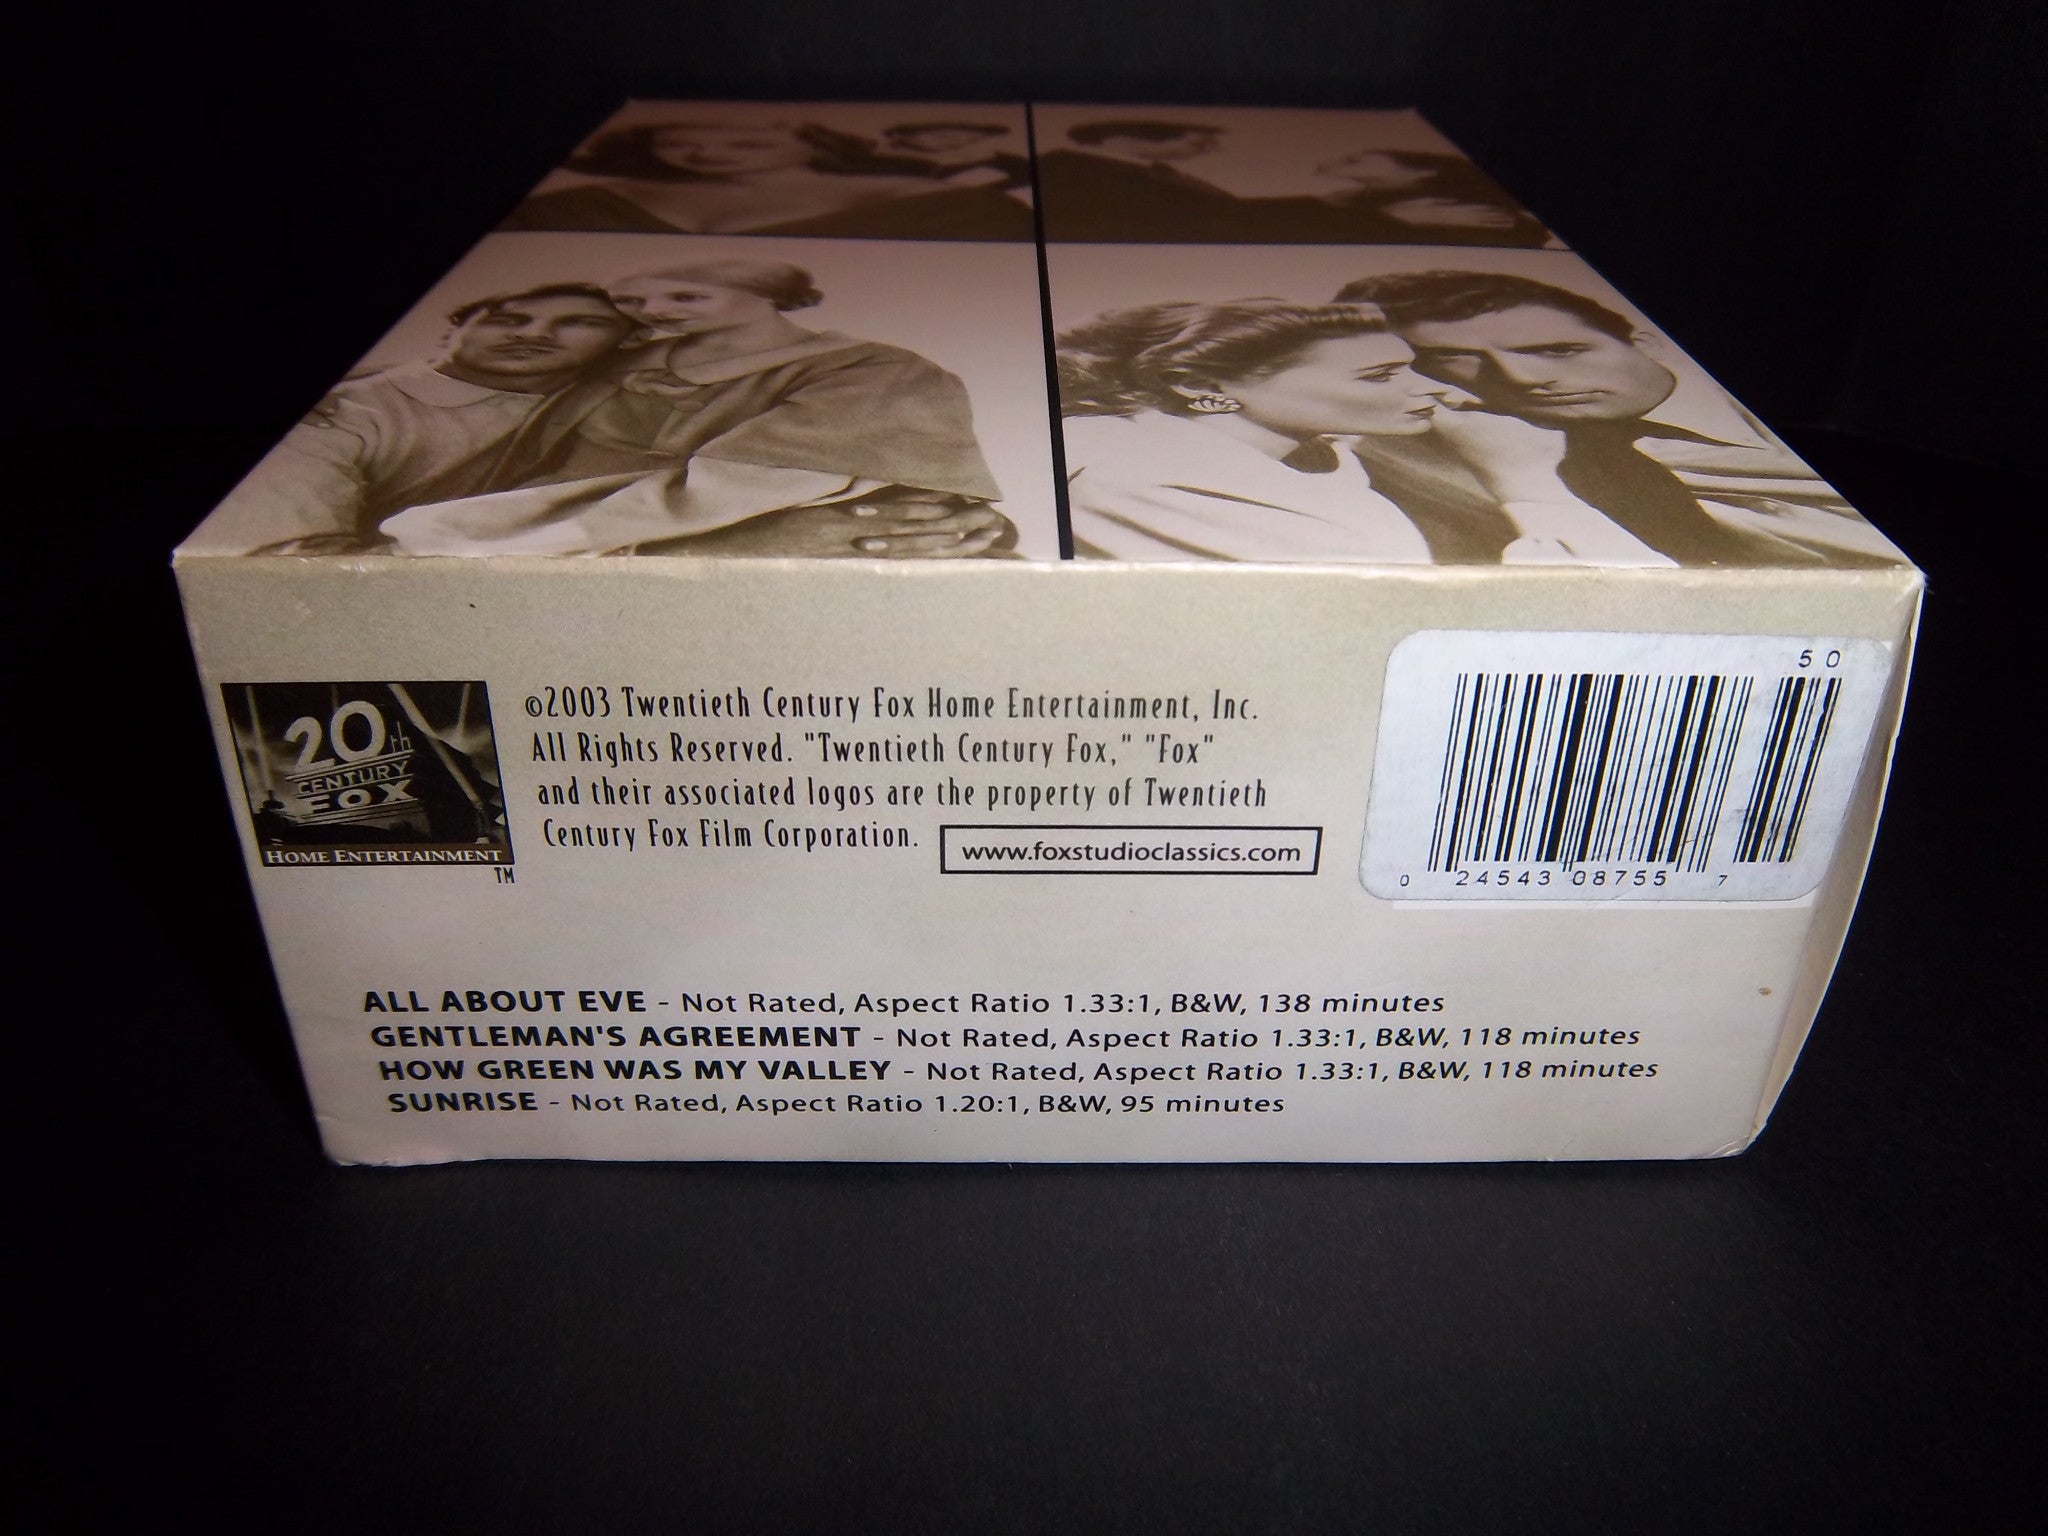 20th
CENTURY
FOX
HOME ENTERTAINMENT
TM
©2003 Twentieth Century Fox Home Entertainment, Inc.
All Rights Reserved. "Twentieth Century Fox," "Fox"
and their associated logos are the property of Twentieth
Century Fox Film Corporation.
www.foxstudioclassics.com
50
0 24543 08755 7
ALL ABOUT EVE - Not Rated, Aspect Ratio 1.33:1, B&W, 138 minutes
GENTLEMAN'S AGREEMENT - Not Rated, Aspect Ratio 1.33:1, B&W, 118 minutes
HOW GREEN WAS MY VALLEY - Not Rated, Aspect Ratio 1.33:1, B&W, 118 minutes
SUNRISE - Not Rated, Aspect Ratio 1.20:1, B&W, 95 minutes